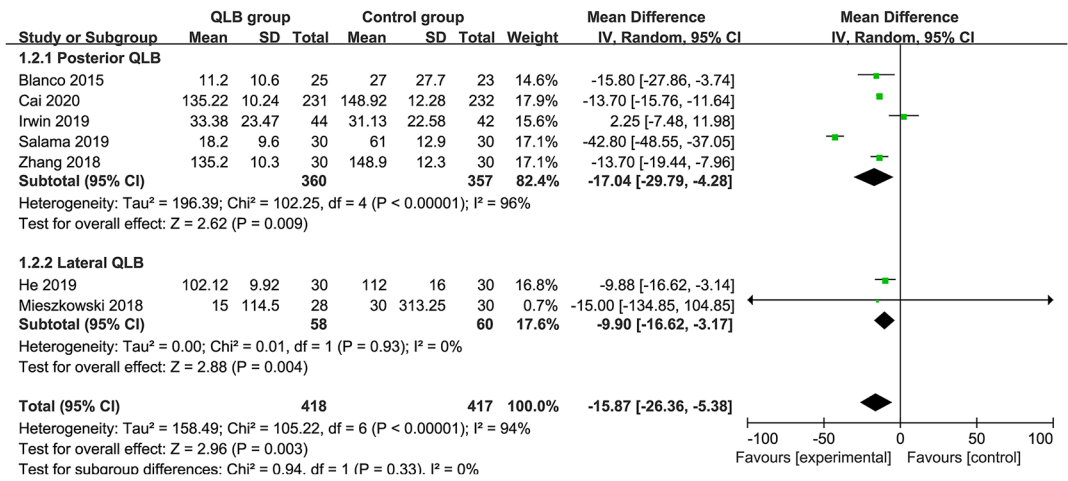 QLB group Control group Mean Difference Mean Difference
Study or Subgroup Mean SD Total Mean SD Total Weight IV, Random, 95% CI IV, Random, 95% CI
1.2.1 Posterior QLB
Blanco 2015 11.2 10.6 25 27 27.7 23 14.6% -15.80 [-27.86, -3.74]
Cai 2020 135.22 10.24 231 148.92 12.28 232 17.9% -13.70 [-15.76, -11.64]
Irwin 2019 33.38 23.47 44 31.13 22.58 42 15.6% 2.25 [-7.48, 11.98]
Salama 2019 18.2 9.6 30 61 12.9 30 17.1% -42.80 [-48.55, -37.05]
Zhang 2018 135.2 10.3 30 148.9 12.3 30 17.1% -13.70 [-19.44, -7.96]
Subtotal (95% CI) 360 357 82.4% -17.04 [-29.79, -4.28]
Heterogeneity: Tau² = 196.39; Chi² = 102.25, df = 4 (P < 0.00001); I² = 96%
Test for overall effect: Z = 2.62 (P = 0.009)
1.2.2 Lateral QLB
He 2019 102.12 9.92 30 112 16 30 16.8% -9.88 [-16.62, -3.14]
Mieszkowski 2018 15 114.5 28 30 313.25 30 0.7% -15.00 [-134.85, 104.85]
Subtotal (95% CI) 58 60 17.6% -9.90 [-16.62, -3.17]
Heterogeneity: Tau² = 0.00; Chi² = 0.01, df = 1 (P = 0.93); I² = 0%
Test for overall effect: Z = 2.88 (P = 0.004)
Total (95% CI) 418 417 100.0% -15.87 [-26.36, -5.38]
Heterogeneity: Tau² = 158.49; Chi² = 105.22, df = 6 (P < 0.00001); I² = 94%
Test for overall effect: Z = 2.96 (P = 0.003)
Test for subgroup differences: Chi² = 0.94, df = 1 (P = 0.33), I² = 0%
-100 -50 0 50 100
Favours [experimental] Favours [control]